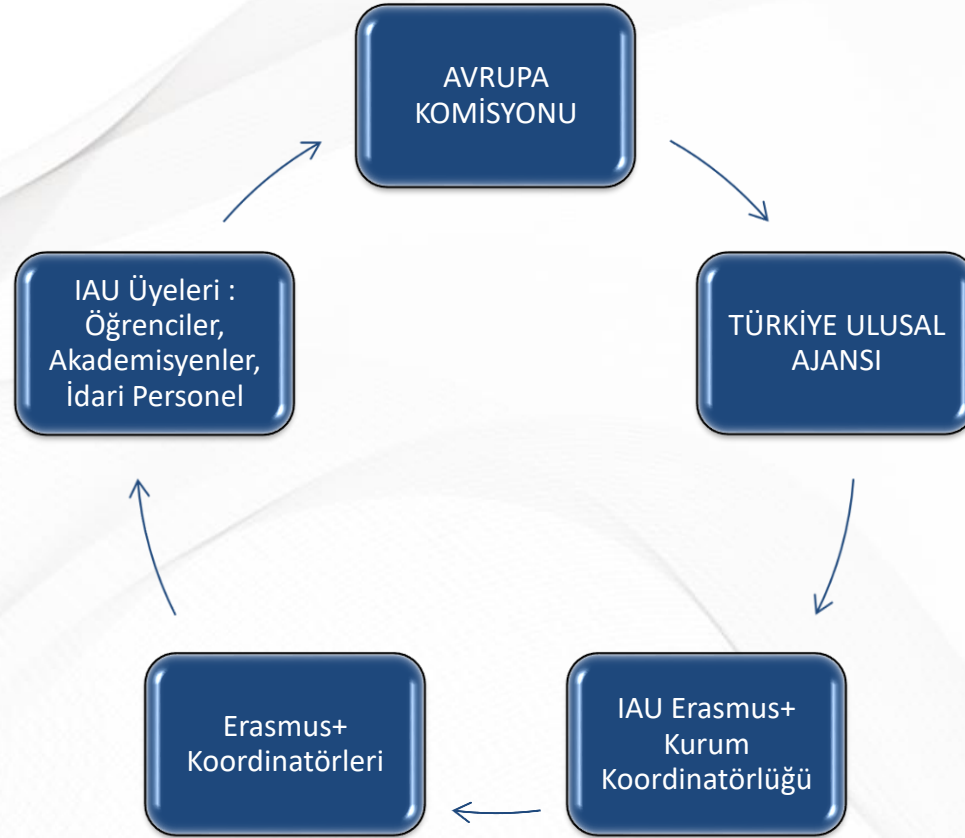 AVRUPA
KOMİSYONU
TÜRKİYE ULUSAL
AJANSI
IAU Erasmus+
Kurum
Koordinatörlüğü
Erasmus+
Koordinatörleri
IAU Üyeleri :
Öğrenciler,
Akademisyenler,
İdari Personel